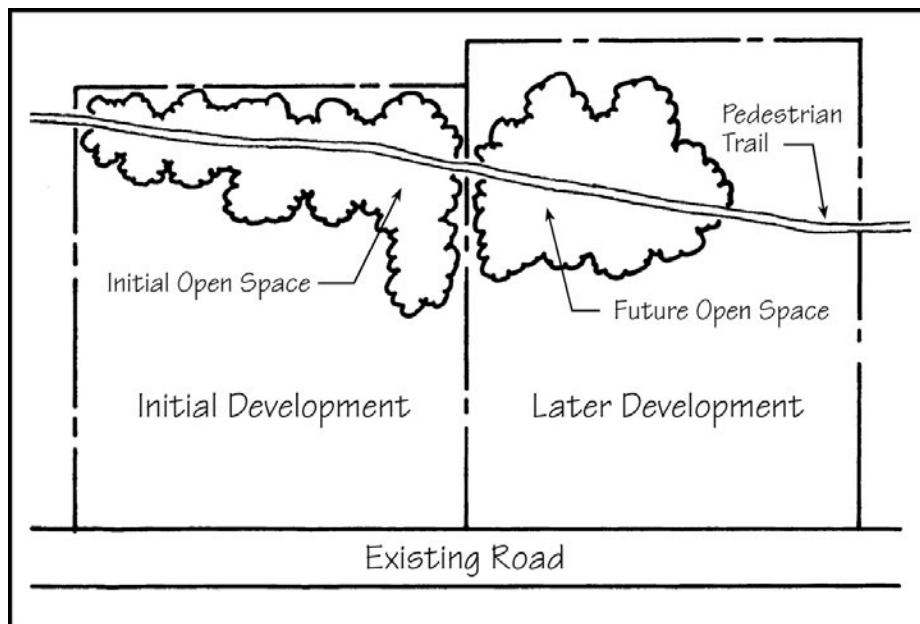 Pedestrian
Trail
Initial Open Space
Future Open Space
Initial Development
Later Development
Existing Road